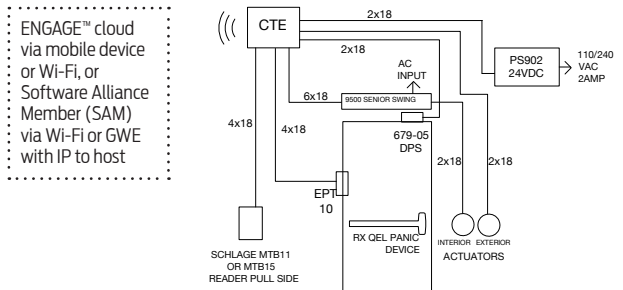 ENGAGE™ cloud
via mobile device
or Wi-Fi, or
Software Alliance
Member (SAM)
via Wi-Fi or GWE
with IP to host
CTE
2x18
2x18
AC
INPUT
PS902
24VDC
110/240
VAC
2AMP
6x18
9500 SENIOR SWING
4x18
4x18
679-05
DPS
2x18
2x18
EPT
10
RX QEL PANIC
DEVICE
INTERIOR
EXTERIOR
ACTUATORS
SCHLAGE MTB11
OR MTB15
READER PULL SIDE